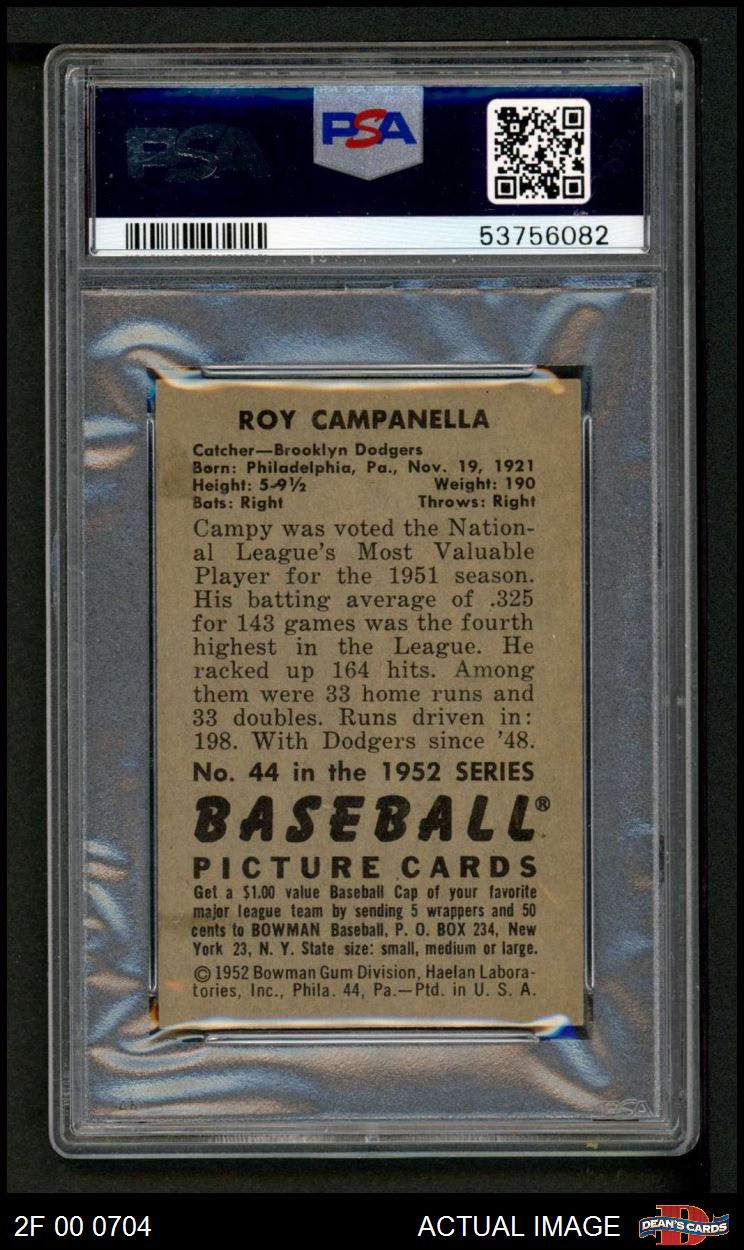 PSA
PSA
53756082
ROY CAMPANELLA
Catcher—Brooklyn Dodgers
Born: Philadelphia, Pa., Nov. 19, 1921
Height: 5-9½ Weight: 190
Bats: Right Throws: Right
Campy was voted the Nation-
al League's Most Valuable
Player for the 1951 season.
His batting average of .325
for 143 games was the fourth
highest in the League. He
racked up 164 hits. Among
them were 33 home runs and
33 doubles. Runs driven in:
198. With Dodgers since '48.
No. 44 in the 1952 SERIES
BASEBALL®
PICTURE CARDS
Get a $1.00 value Baseball Cap of your favorite
major league team by sending 5 wrappers and 50
cents to BOWMAN Baseball, P. O. BOX 234, New
York 23, N. Y. State size: small, medium or large.
© 1952 Bowman Gum Division, Haelan Labora-
tories, Inc., Phila. 44, Pa.—Ptd. in U. S. A.
PSA
2F 00 0704
ACTUAL IMAGE
DEAN'S CARDS